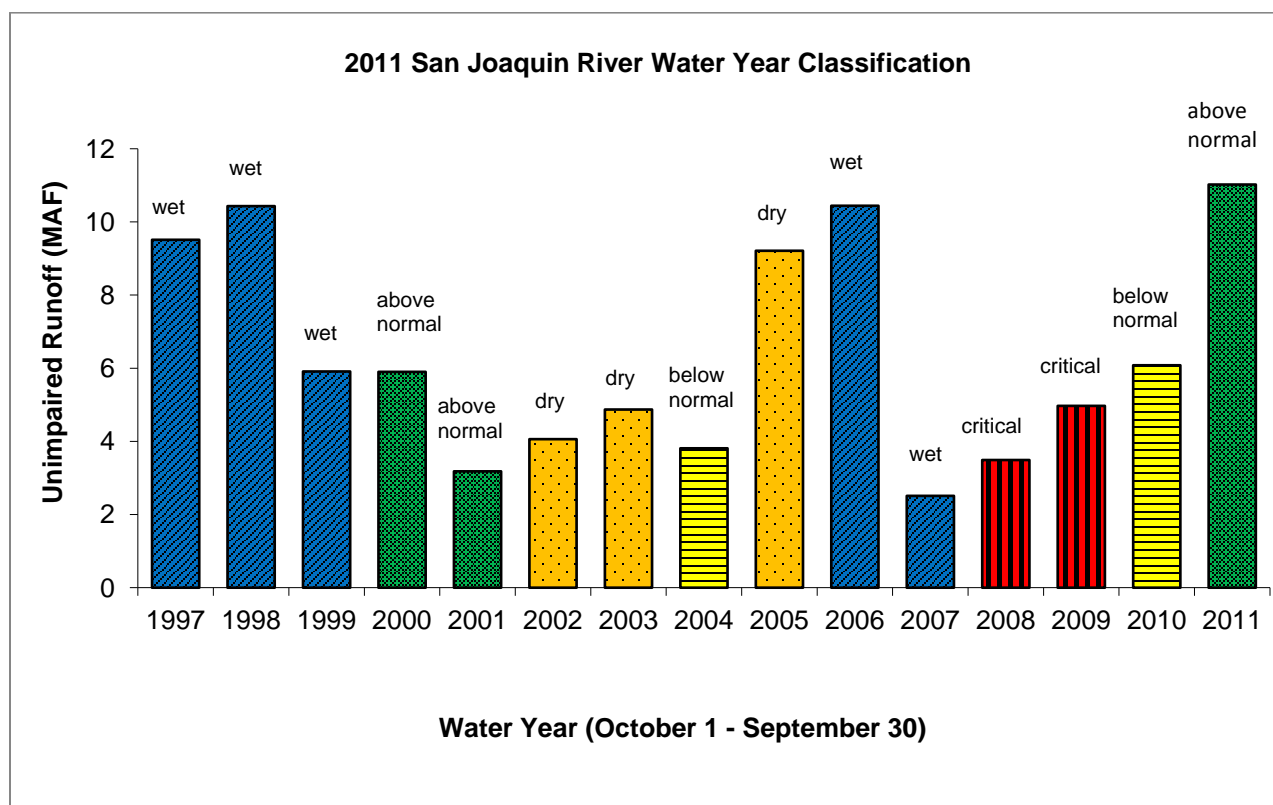 2011 San Joaquin River Water Year Classification
Unimpaired Runoff (MAF)
12
10
8
6
4
2
0
wet
wet
wet
above
normal
above
normal
dry
dry
below
normal
dry
wet
wet
critical
critical
below
normal
above
normal
1997 1998 1999 2000 2001 2002 2003 2004 2005 2006 2007 2008 2009 2010 2011
Water Year (October 1 - September 30)